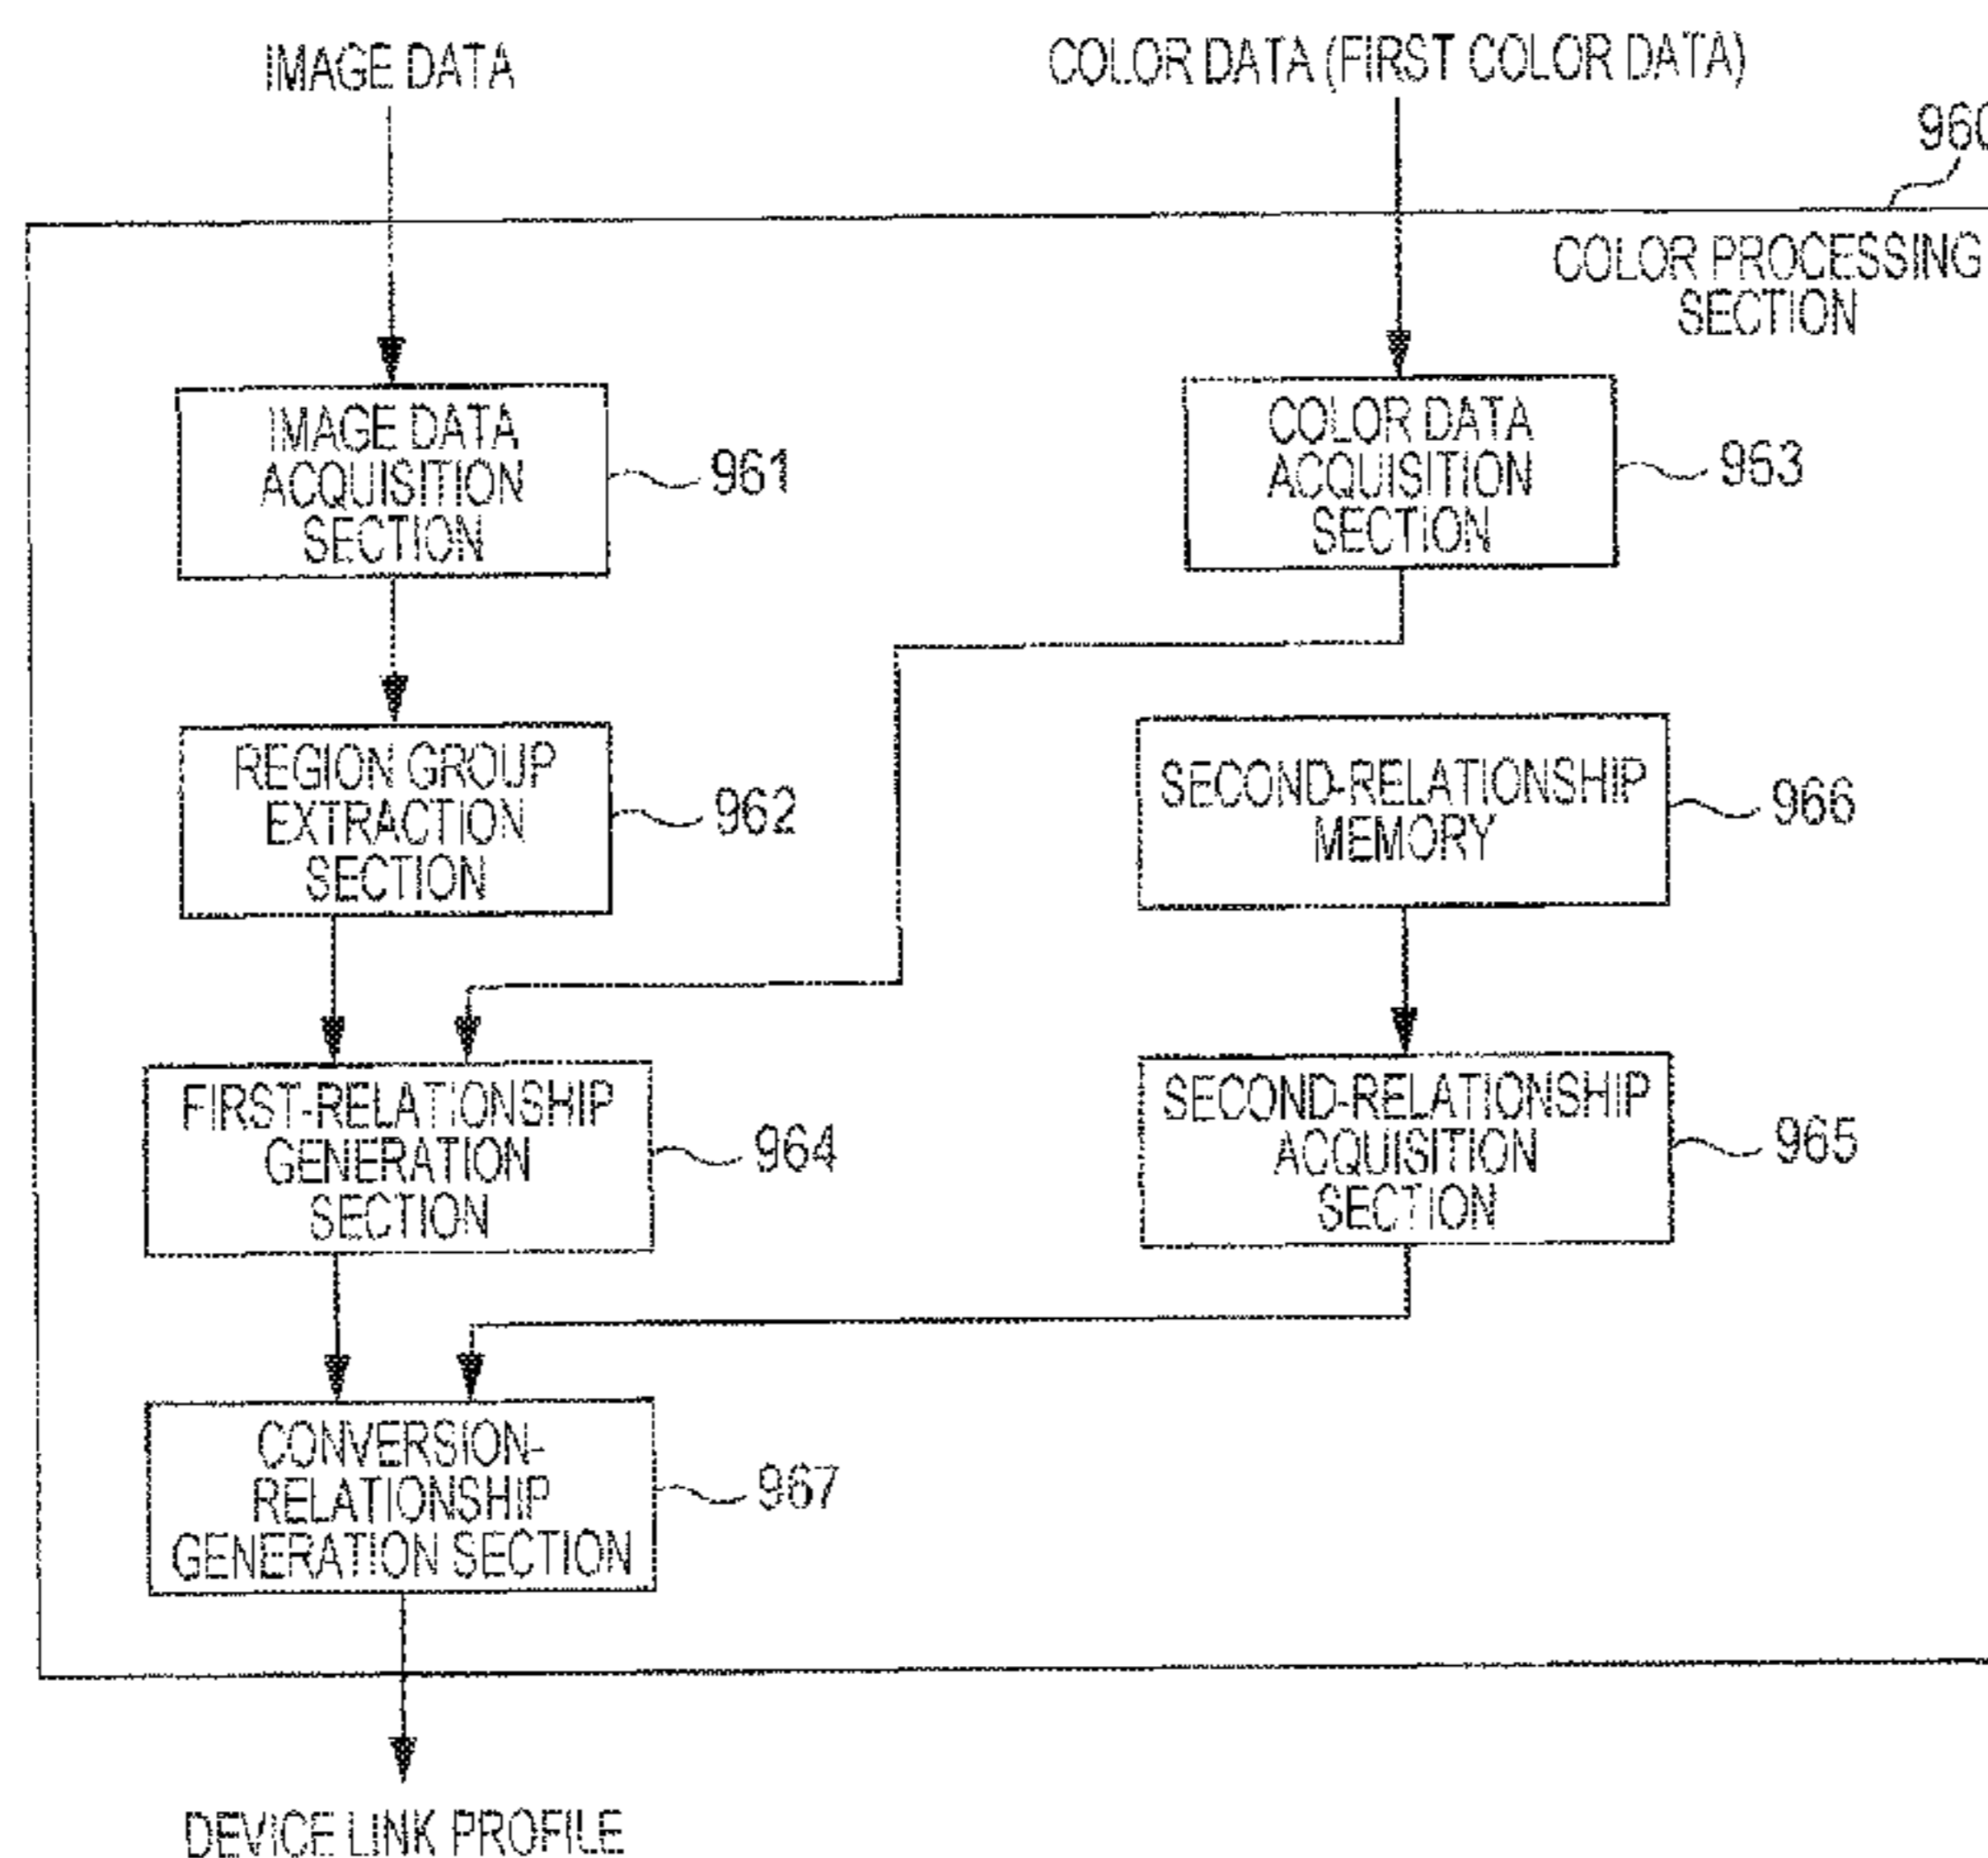 IMAGE DATA
COLOR DATA (FIRST COLOR DATA)
960
COLOR PROCESSING
SECTION
IMAGE DATA
ACQUISITION
SECTION
961
COLOR DATA
ACQUISITION
SECTION
963
REGION GROUP
EXTRACTION
SECTION
962
SECOND-RELATIONSHIP
MEMORY
966
FIRST-RELATIONSHIP
GENERATION
SECTION
964
SECOND-RELATIONSHIP
ACQUISITION
SECTION
965
CONVERSION-
RELATIONSHIP
GENERATION SECTION
967
DEVICE LINK PROFILE